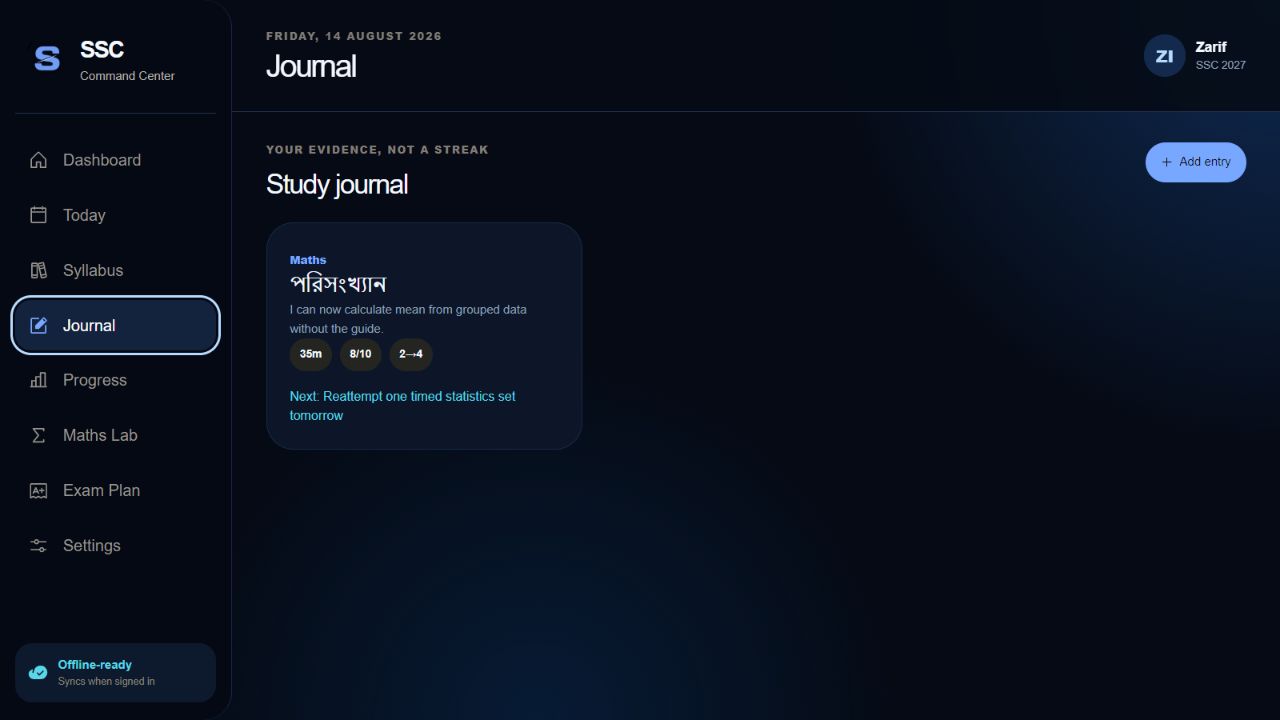 SSC
Command Center
Dashboard
Today
Syllabus
Journal
Progress
Maths Lab
Exam Plan
Settings
Offline-ready
Syncs when signed in
FRIDAY, 14 AUGUST 2026
Journal
ZI
Zarif
SSC 2027
YOUR EVIDENCE, NOT A STREAK
Study journal
+ Add entry
Maths
পরিসংখ্যান
I can now calculate mean from grouped data
without the guide.
35m 8/10 2→4
Next: Reattempt one timed statistics set
tomorrow